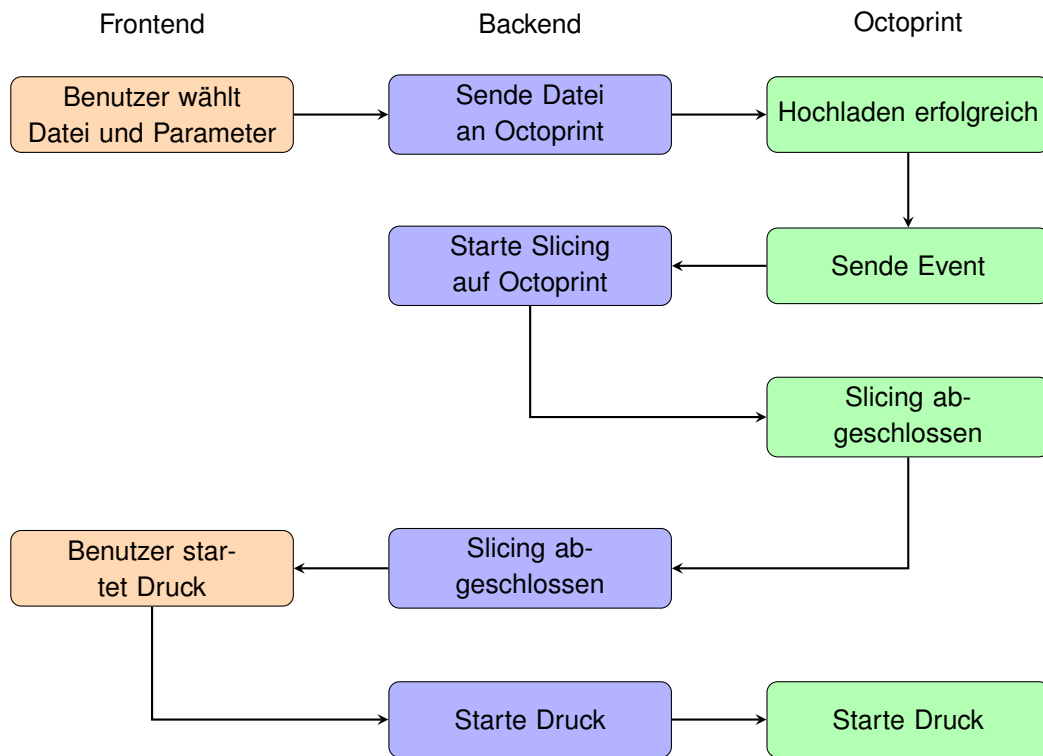 Frontend
Backend
Octoprint
Benutzer wählt
Datei und Parameter
Sende Datei
an Octoprint
Hochladen erfolgreich
Starte Slicing
auf Octoprint
Sende Event
Slicing ab-
geschlossen
Benutzer star-
tet Druck
Slicing ab-
geschlossen
Starte Druck
Starte Druck